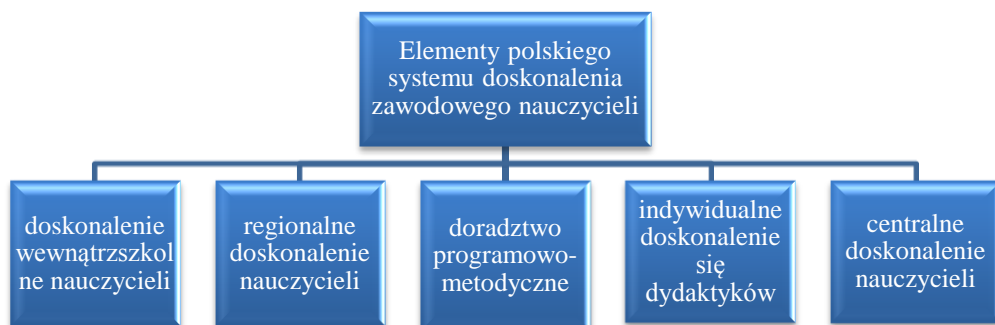 Elementy polskiego
systemu doskonalenia
zawodowego nauczycieli
doskonalenie
wewnątrzszkol
ne nauczycieli
regionalne
doskonalenie
nauczycieli
doradztwo
programowo-
metodyczne
indywidualne
doskonalenie
się
dydaktyków
centralne
doskonalenie
nauczycieli